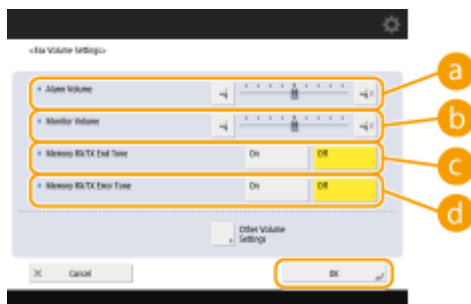 <Fax Volume Settings>
Alarm Volume
a
Monitor Volume
b
Memory RX/TX End Tone
On
Off
c
Memory RX/TX Error Tone
On
Off
d
Other Volume
Settings
Cancel
OK